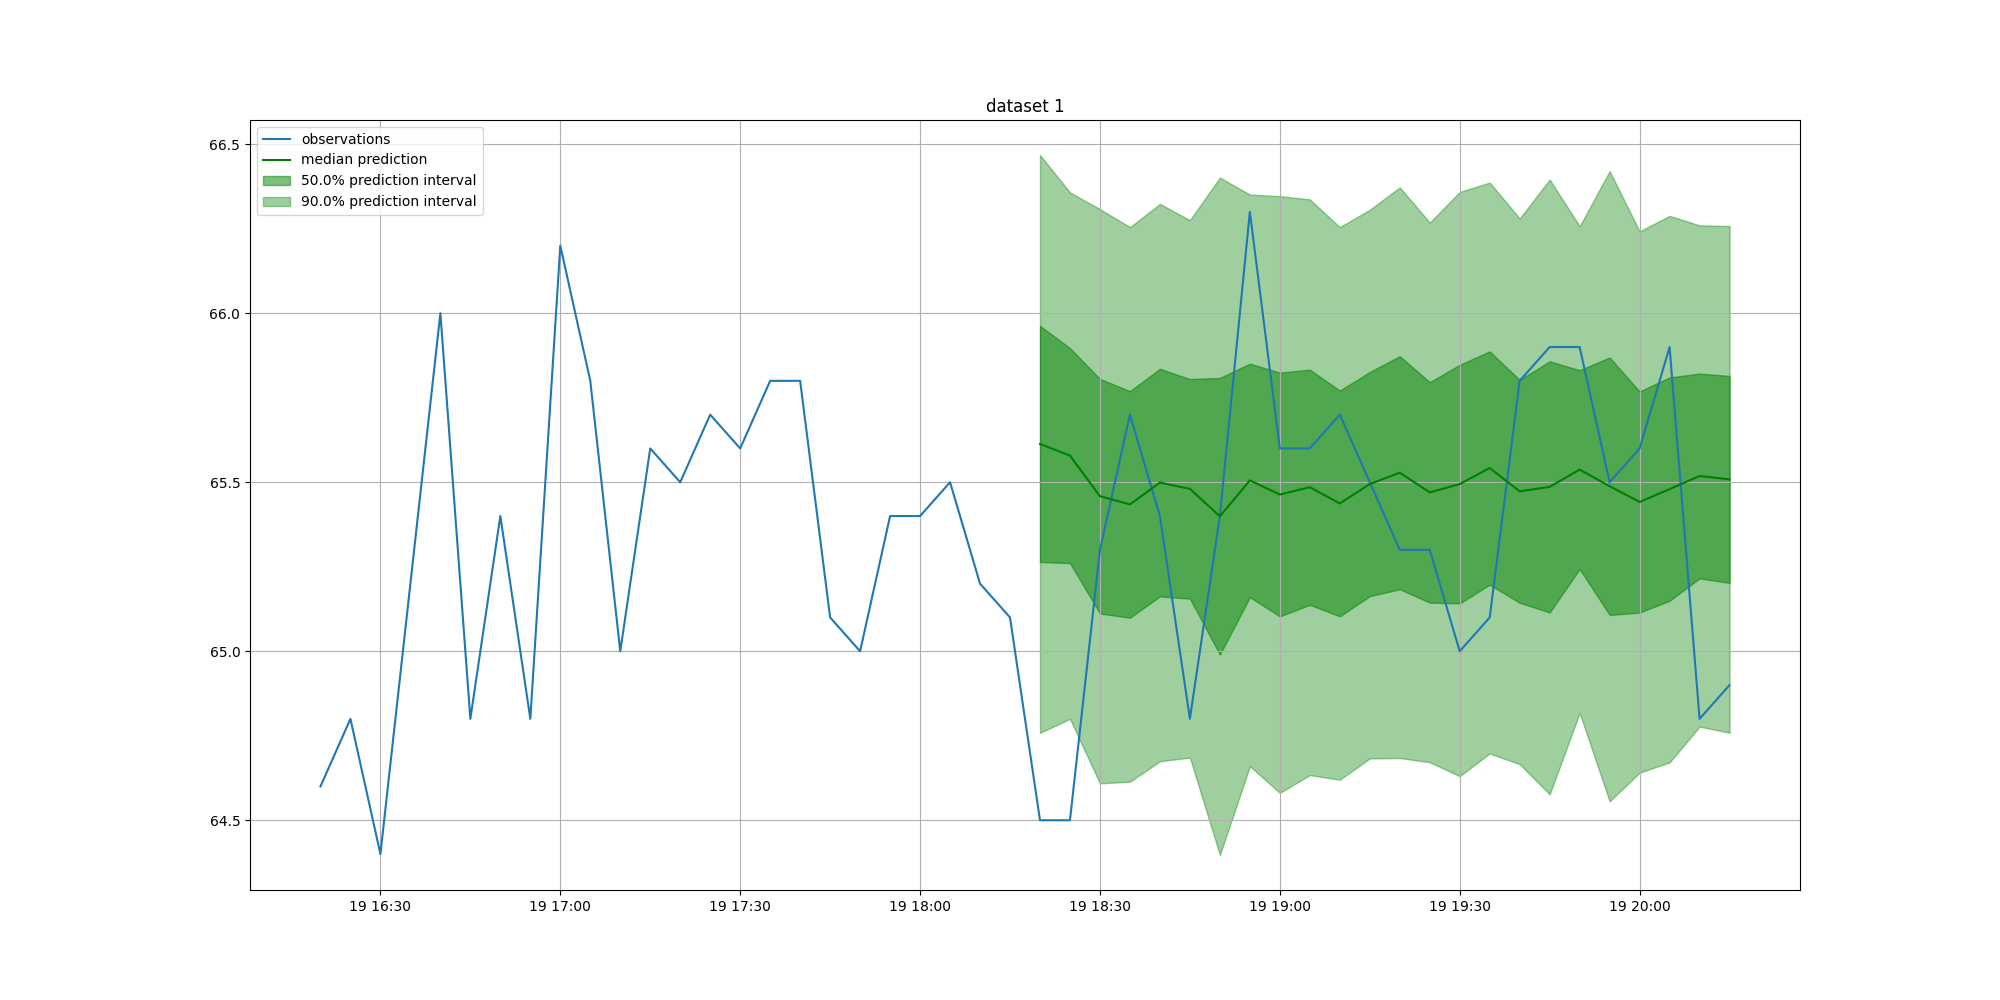 dataset 1
observations
median prediction
50.0% prediction interval
90.0% prediction interval
66.5
66.0
65.5
65.0
64.5
19 16:30
19 17:00
19 17:30
19 18:00
19 18:30
19 19:00
19 19:30
19 20:00